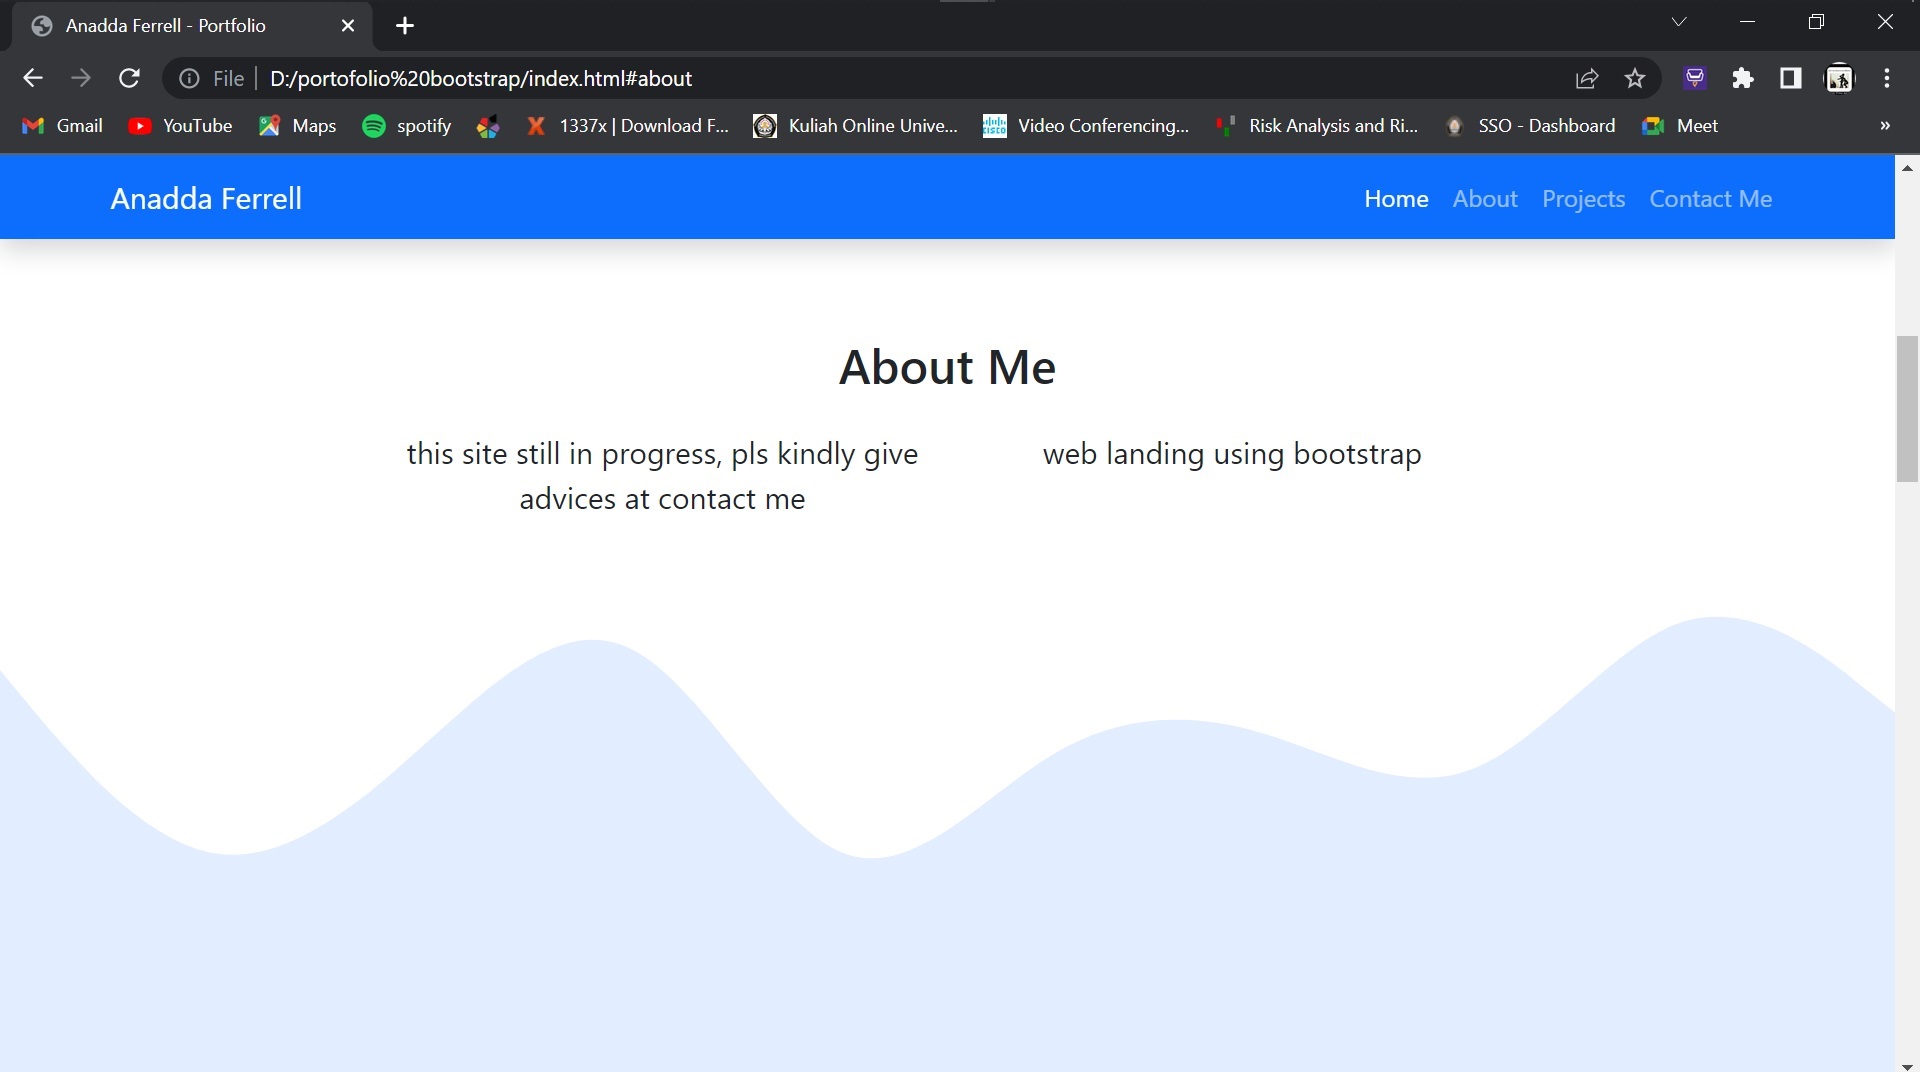 Anadda Ferrell - Portfolio
File D:/portofolio%20bootstrap/index.html#about
Gmail YouTube Maps spotify 1337x | Download F... Kuliah Online Unive... Video Conferencing... Risk Analysis and Ri... SSO - Dashboard Meet »
Anadda Ferrell Home About Projects Contact Me
About Me
this site still in progress, pls kindly give
advices at contact me
web landing using bootstrap